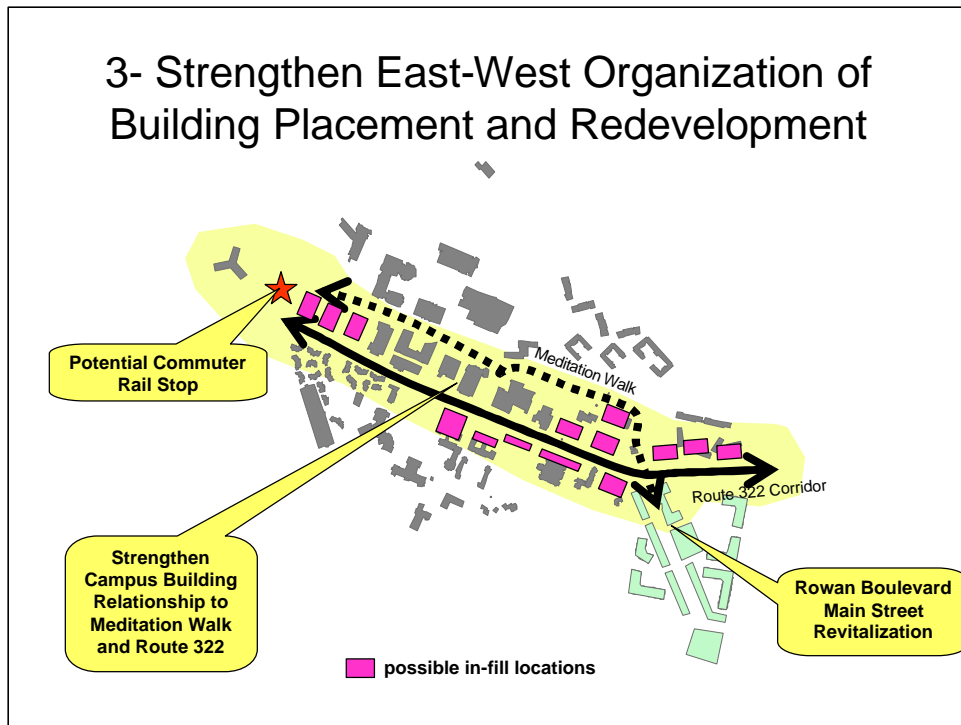 3- Strengthen East-West Organization of
Building Placement and Redevelopment
Meditation Walk
Potential Commuter
Rail Stop
Route 322 Corridor
Strengthen
Campus Building
Relationship to
Meditation Walk
and Route 322
Rowan Boulevard
Main Street
Revitalization
possible in-fill locations